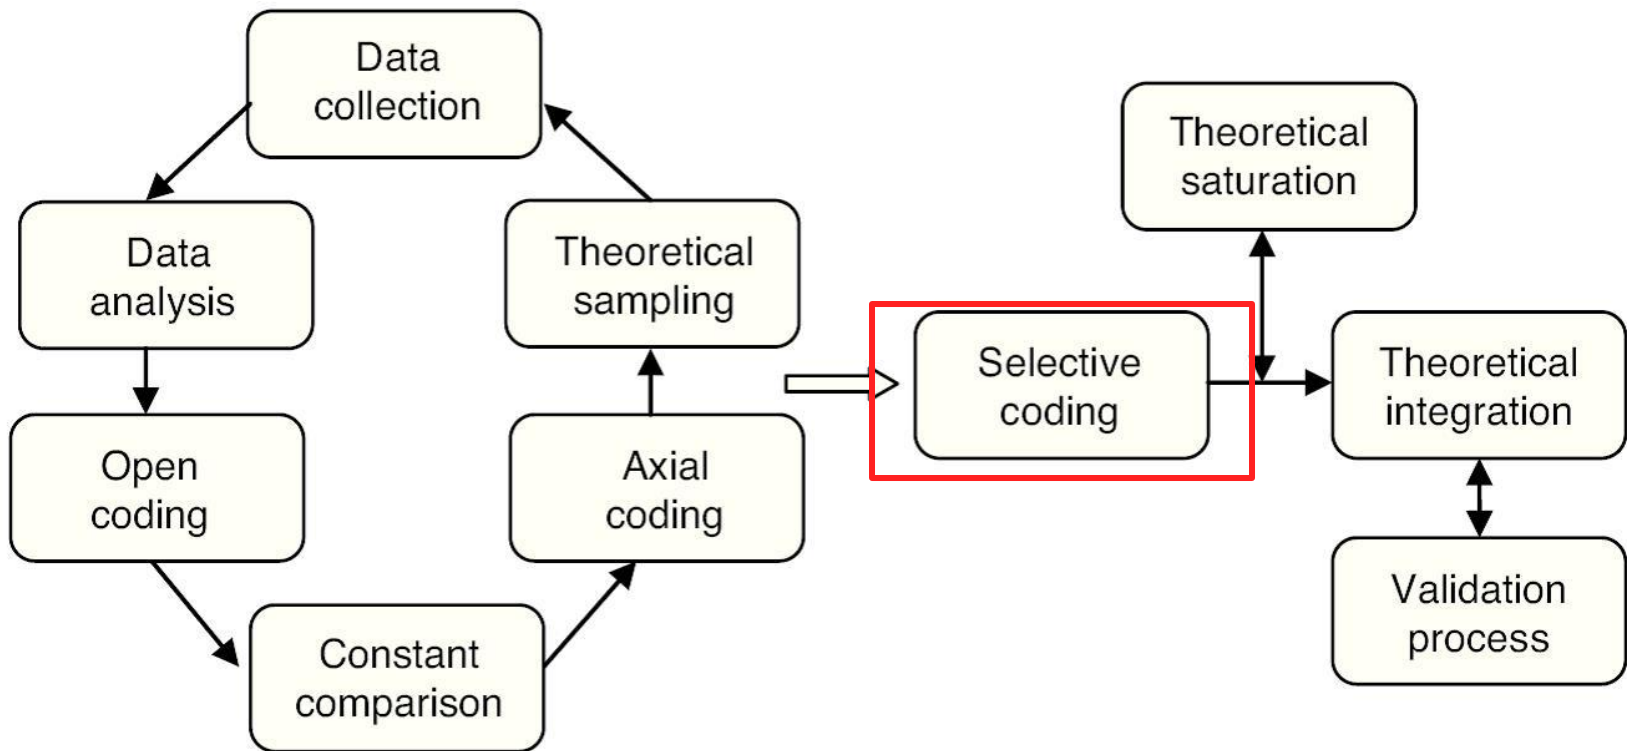 Data
collection
Data
analysis
Open
coding
Constant
comparison
Axial
coding
Theoretical
sampling
Selective
coding
Theoretical
saturation
Theoretical
integration
Validation
process